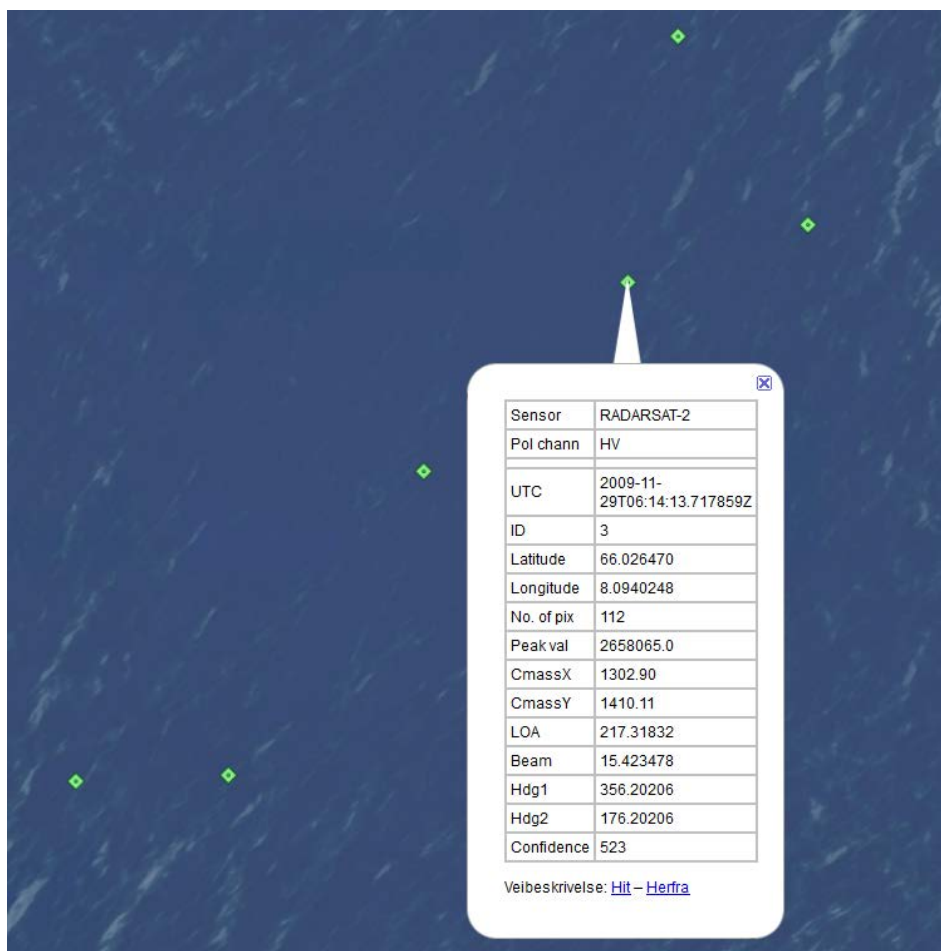 Sensor RADARSAT-2
Pol chann HV
UTC 2009-11-
29T06:14:13.717859Z
ID 3
Latitude 66.026470
Longitude 8.0940248
No. of pix 112
Peak val 2658065.0
CmassX 1302.90
CmassY 1410.11
LOA 217.31832
Beam 15.423478
Hdg1 356.20206
Hdg2 176.20206
Confidence 523
Veibeskrivelse: Hit – Herfra